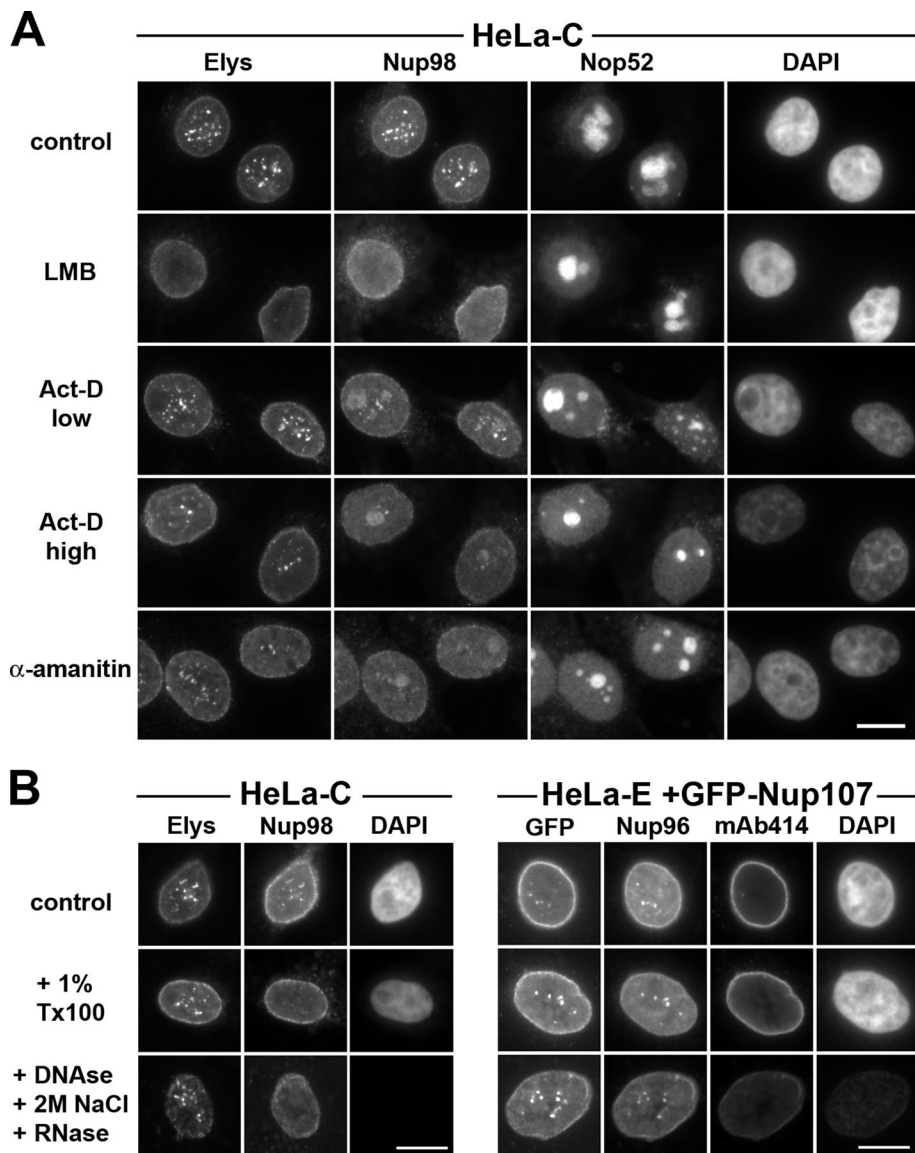 A
HeLa-C
Elys Nup98 Nop52 DAPI
control
LMB
Act-D
low
Act-D
high
α-amanitin
B
HeLa-C
HeLa-E +GFP-Nup107
Elys Nup98 DAPI
GFP Nup96 mAb414 DAPI
control
+ 1%
Tx100
+ DNAse
+ 2M NaCl
+ RNase